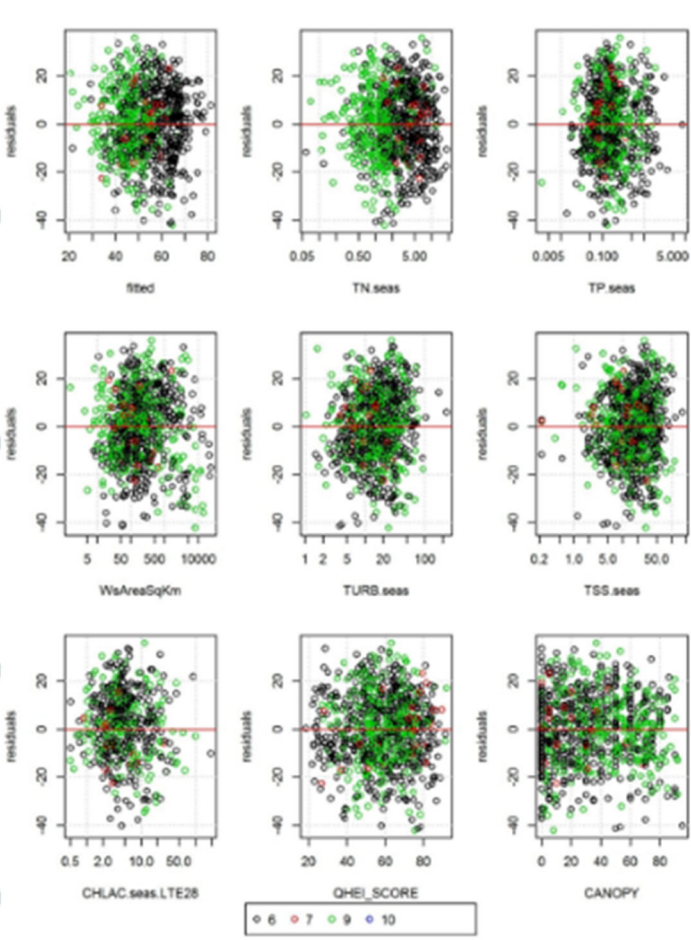 residuals
20
0
-20
-40
20 40 60 80
fitted
residuals
20
0
-20
-40
0.05 0.50 5.00
TN.seas
residuals
20
0
-20
-40
0.005 0.100 5.000
TP.seas
residuals
20
0
-20
-40
5 50 500 10000
WsAreaSqKm
residuals
20
0
-20
-40
1 2 5 20 100
TURB.seas
residuals
20
0
-20
-40
0.2 1.0 5.0 50.0
TSS.seas
residuals
20
0
-20
-40
0.5 2.0 10.0 50.0
CHLAC.seas.LTE28
residuals
20
0
-20
-40
20 40 60 80
QHEI_SCORE
residuals
20
0
-20
-40
0 20 40 60 80
CANOPY
6 7 9 10